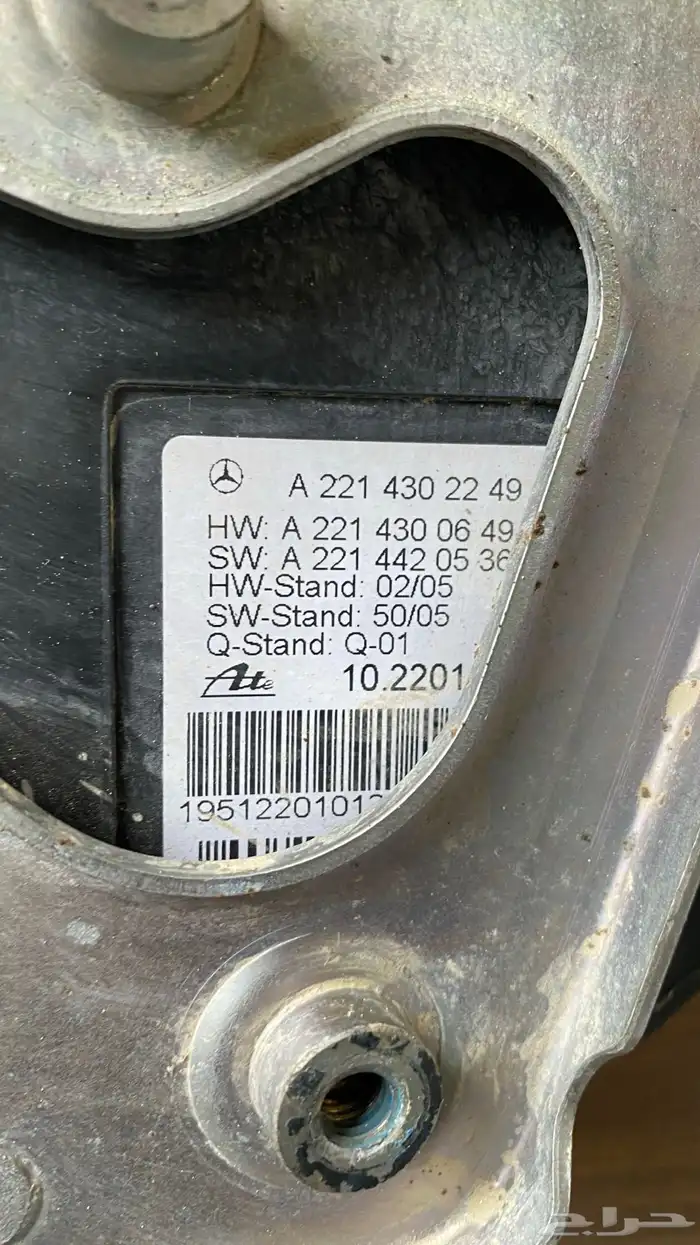 A 221 430 22 49
HW: A 221 430 06 49
SW: A 221 442 05 36
HW-Stand: 02/05
SW-Stand: 50/05
Q-Stand: Q-01
Ate 10.2201
1951220101
حراج